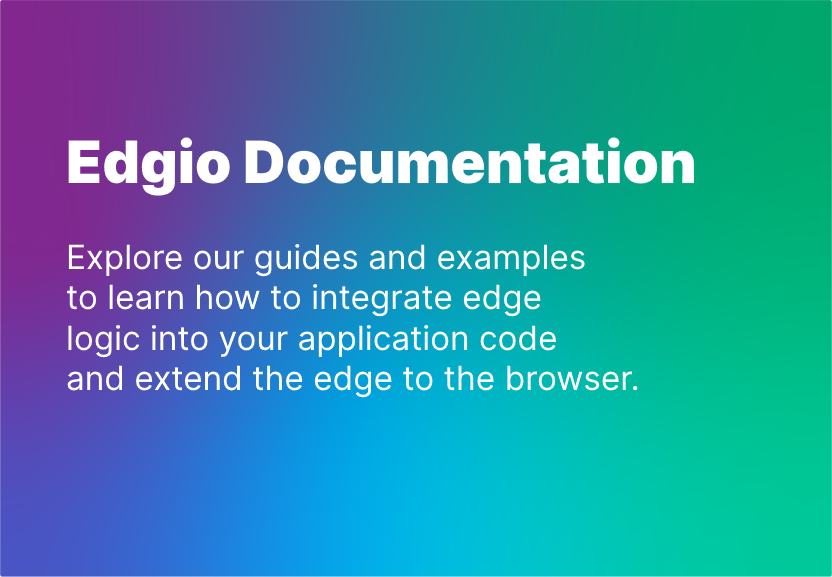 Edgio Documentation
Explore our guides and examples
to learn how to integrate edge
logic into your application code
and extend the edge to the browser.